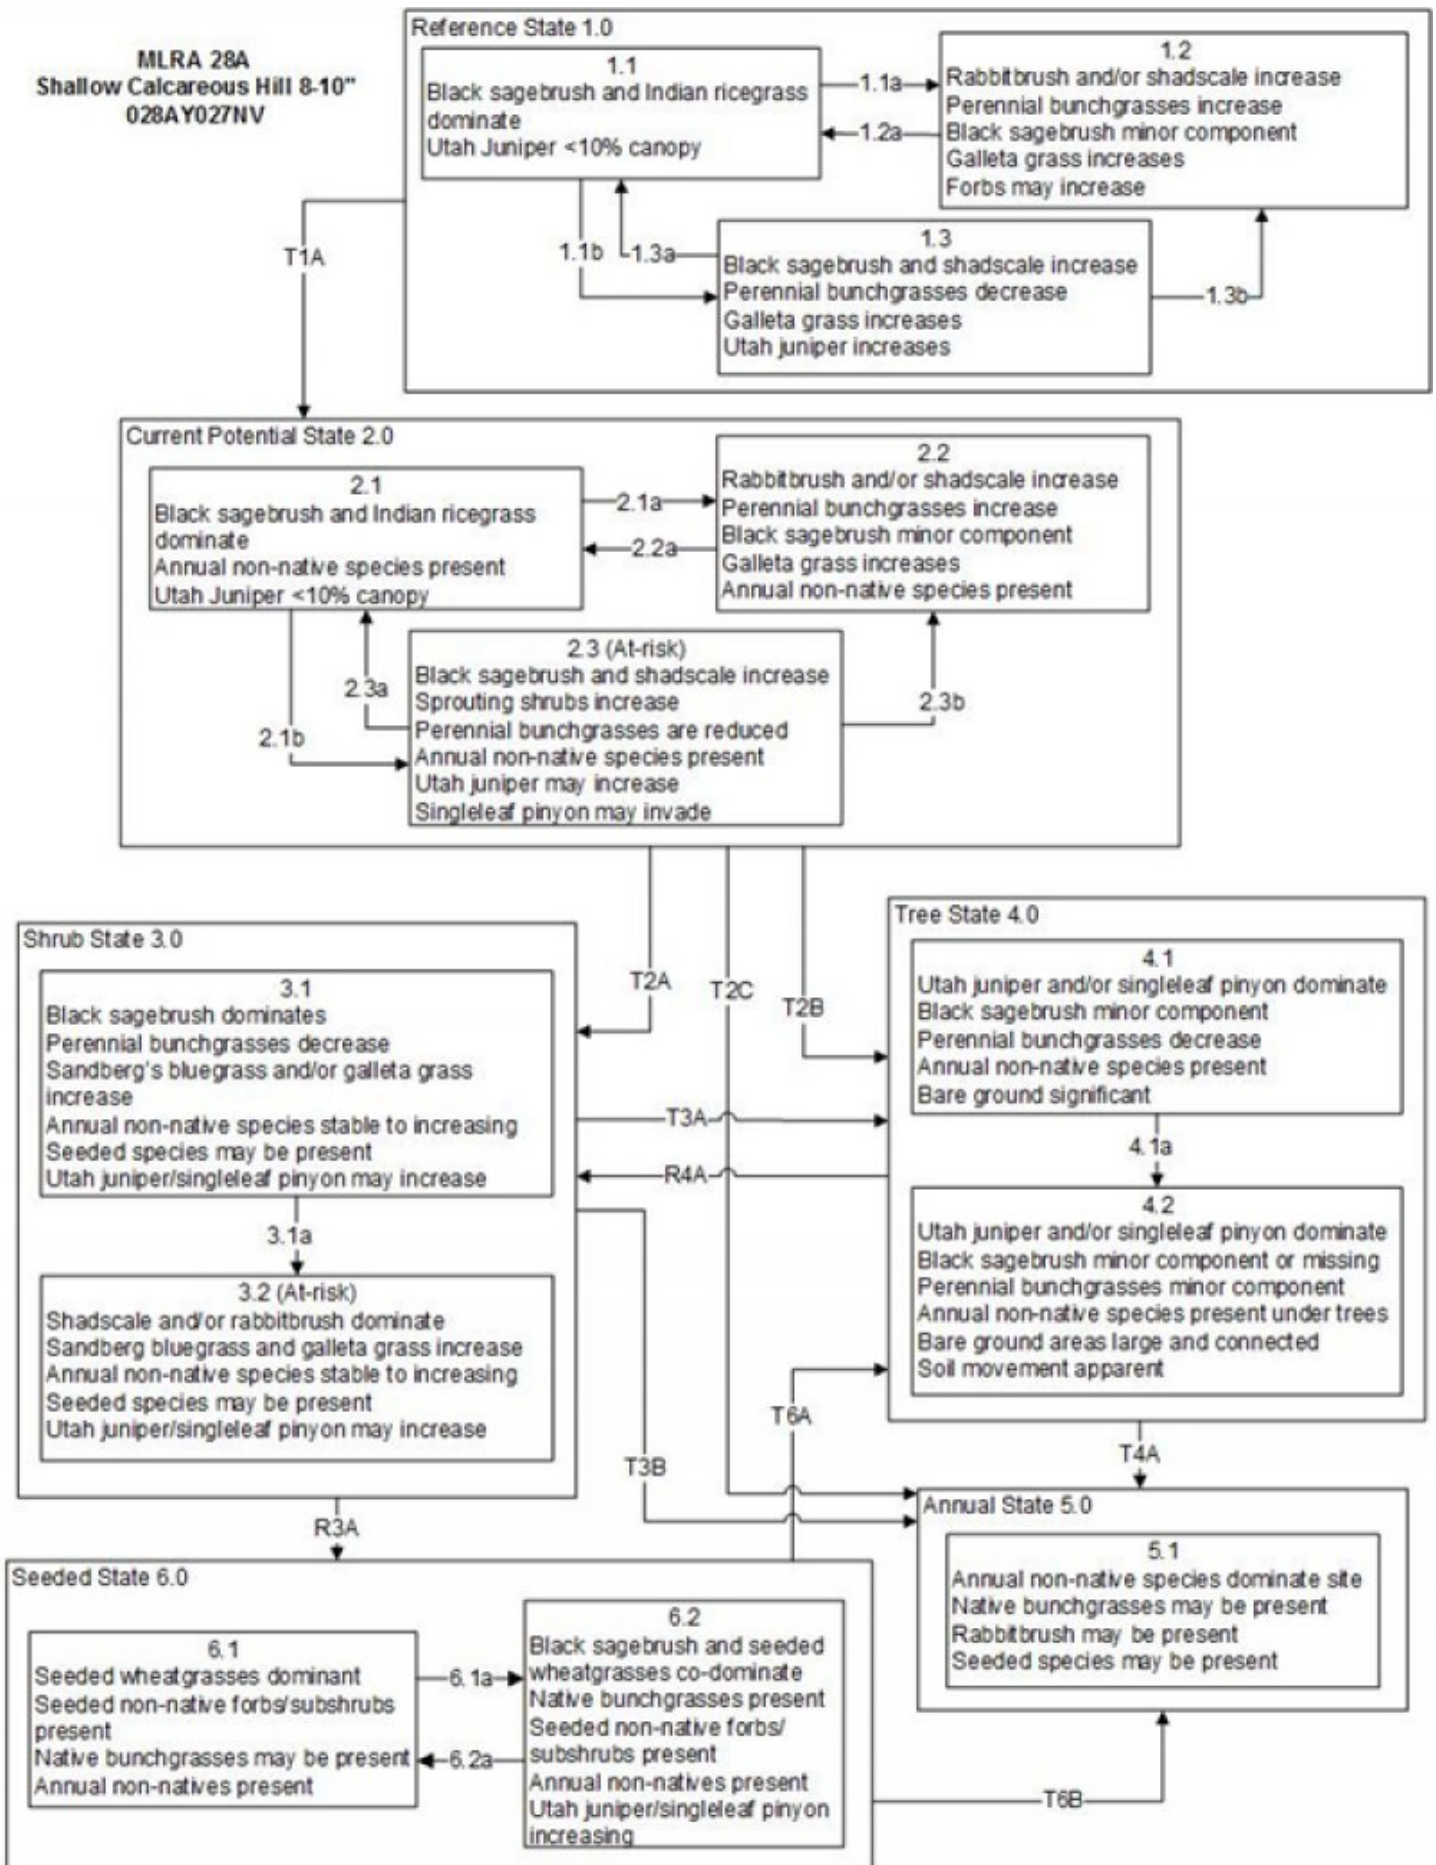 MLRA 28A
Shallow Calcareous Hill 8-10"
028AY027NV
Reference State 1.0
1.1
Black sagebrush and Indian ricegrass
dominate
Utah Juniper <10% canopy
1.1a
1.2a
1.2
Rabbitbrush and/or shadscale increase
Perennial bunchgrasses increase
Black sagebrush minor component
Galleta grass increases
Forbs may increase
1.1b
1.3a
1.3
Black sagebrush and shadscale increase
Perennial bunchgrasses decrease
Galleta grass increases
Utah juniper increases
1.3b
T1A
Current Potential State 2.0
2.1
Black sagebrush and Indian ricegrass
dominate
Annual non-native species present
Utah Juniper <10% canopy
2.1a
2.2a
2.2
Rabbitbrush and/or shadscale increase
Perennial bunchgrasses increase
Black sagebrush minor component
Galleta grass increases
Annual non-native species present
2.1b
2.3a
2.3 (At-risk)
Black sagebrush and shadscale increase
Sprouting shrubs increase
Perennial bunchgrasses are reduced
Annual non-native species present
Utah juniper may increase
Singleleaf pinyon may invade
2.3b
T2A
T2C
T2B
Shrub State 3.0
3.1
Black sagebrush dominates
Perennial bunchgrasses decrease
Sandberg's bluegrass and/or galleta grass
increase
Annual non-native species stable to increasing
Seeded species may be present
Utah juniper/singleleaf pinyon may increase
3.1a
3.2 (At-risk)
Shadscale and/or rabbitbrush dominate
Sandberg bluegrass and galleta grass increase
Annual non-native species stable to increasing
Seeded species may be present
Utah juniper/singleleaf pinyon may increase
T3A
R4A
Tree State 4.0
4.1
Utah juniper and/or singleleaf pinyon dominate
Black sagebrush minor component
Perennial bunchgrasses decrease
Annual non-native species present
Bare ground significant
4.1a
4.2
Utah juniper and/or singleleaf pinyon dominate
Black sagebrush minor component or missing
Perennial bunchgrasses minor component
Annual non-native species present under trees
Bare ground areas large and connected
Soil movement apparent
T6A
T3B
T4A
R3A
Annual State 5.0
5.1
Annual non-native species dominate site
Native bunchgrasses may be present
Rabbitbrush may be present
Seeded species may be present
Seeded State 6.0
6.1
Seeded wheatgrasses dominant
Seeded non-native forbs/subshrubs
present
Native bunchgrasses may be present
Annual non-natives present
6.1a
6.2a
6.2
Black sagebrush and seeded
wheatgrasses co-dominate
Native bunchgrasses present
Seeded non-native forbs/
subshrubs present
Annual non-natives present
Utah juniper/singleleaf pinyon
increasing
T6B